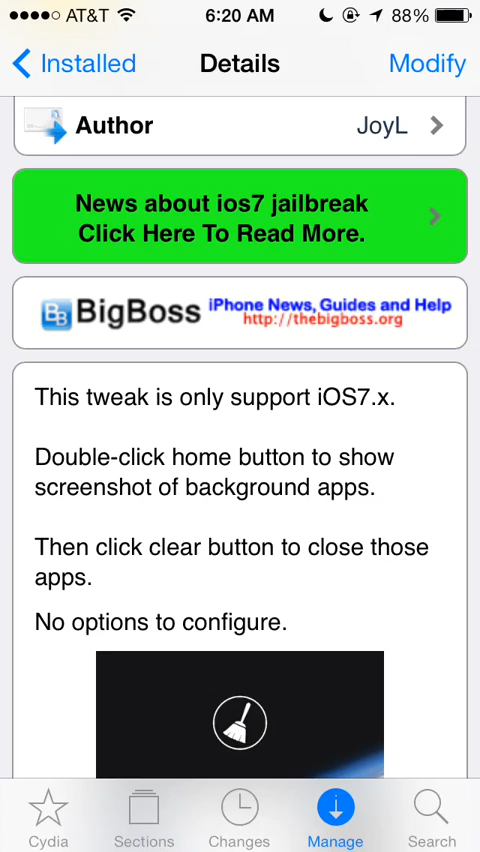 AT&T 6:20 AM 88%
Installed Details Modify
Author JoyL
News about ios7 jailbreak
Click Here To Read More.
BB BigBoss iPhone News, Guides and Help
http://thebigboss.org
This tweak is only support iOS7.x.
Double-click home button to show
screenshot of background apps.
Then click clear button to close those
apps.
No options to configure.
Cydia Sections Changes Manage Search